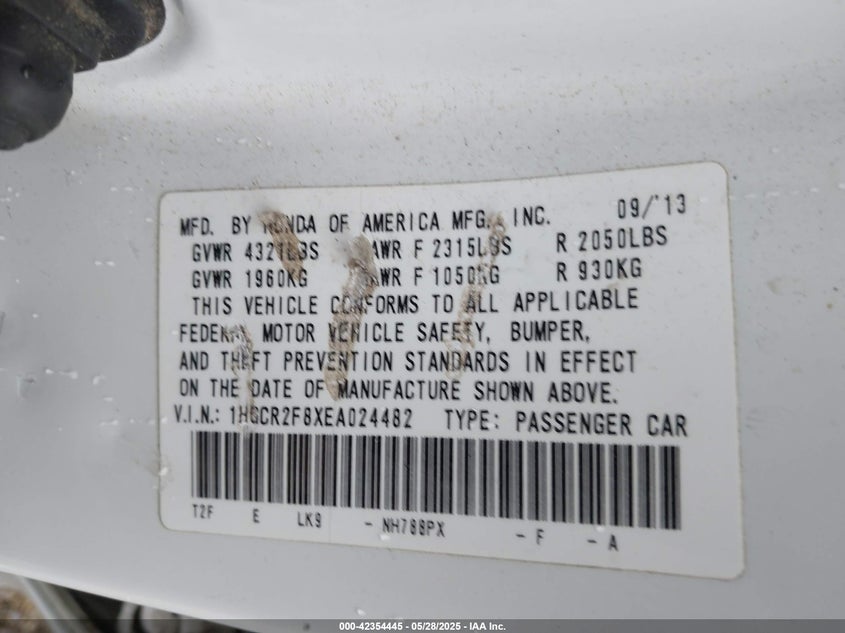 MFD. BY HONDA OF AMERICA MFG., INC. 09/'13
GVWR 4321LBS GAWR F 2315LBS R 2050LBS
GVWR 1960KG GAWR F 1050KG R 930KG
THIS VEHICLE CONFORMS TO ALL APPLICABLE
FEDERAL MOTOR VEHICLE SAFETY, BUMPER,
AND THEFT PREVENTION STANDARDS IN EFFECT
ON THE DATE OF MANUFACTURE SHOWN ABOVE.
V.I.N.: 1HGCR2F8XEA024482 TYPE: PASSENGER CAR
T2F E LK9 - NH788PX - F - A
000-42354445 - 05/28/2025 - IAA Inc.